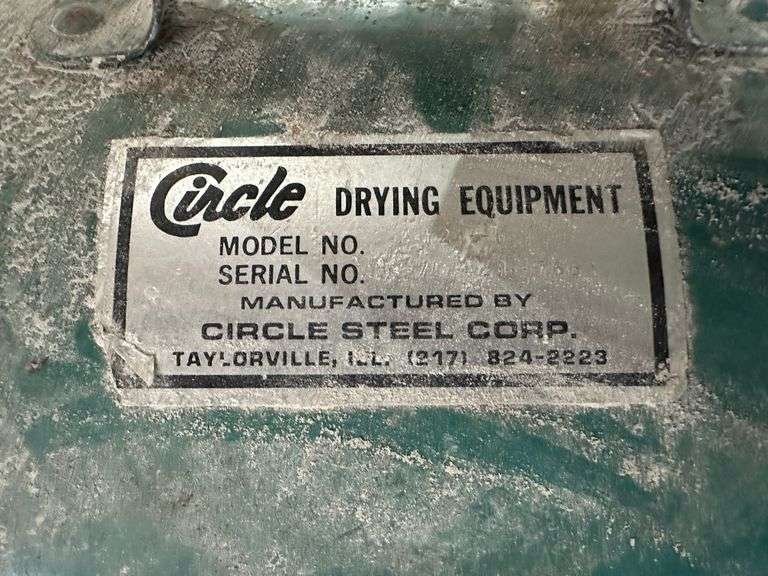 Circle DRYING EQUIPMENT
MODEL NO.
SERIAL NO.
MANUFACTURED BY
CIRCLE STEEL CORP.
TAYLORVILLE, ILL. (217) 824-2223